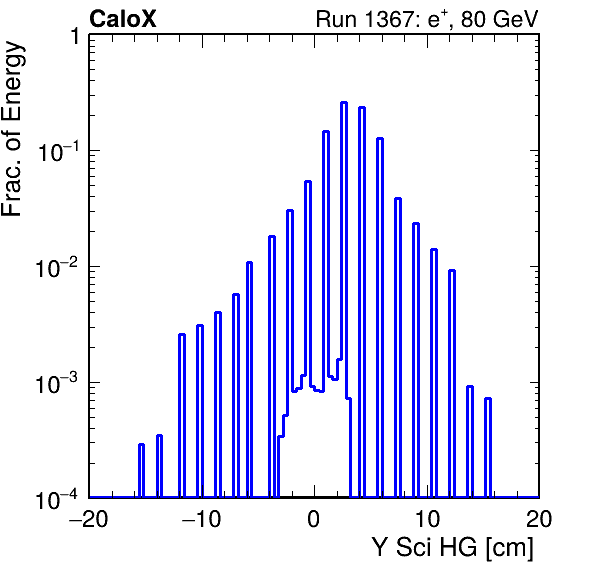 CaloX Run 1367: e⁺, 80 GeV
Frac. of Energy
1
10⁻¹
10⁻²
10⁻³
10⁻⁴
−20 −10 0 10 20
Y Sci HG [cm]